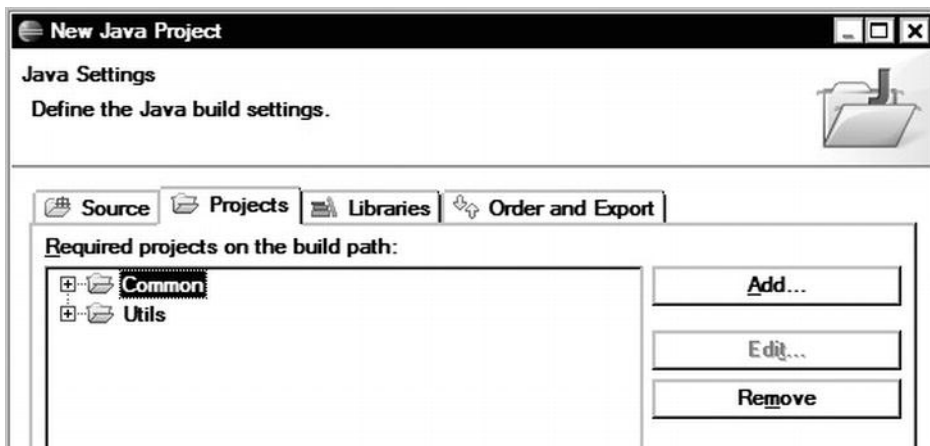 New Java Project
Java Settings
Define the Java build settings.
Source Projects Libraries Order and Export
Required projects on the build path:
Common
Utils
Add...
Edit...
Remove